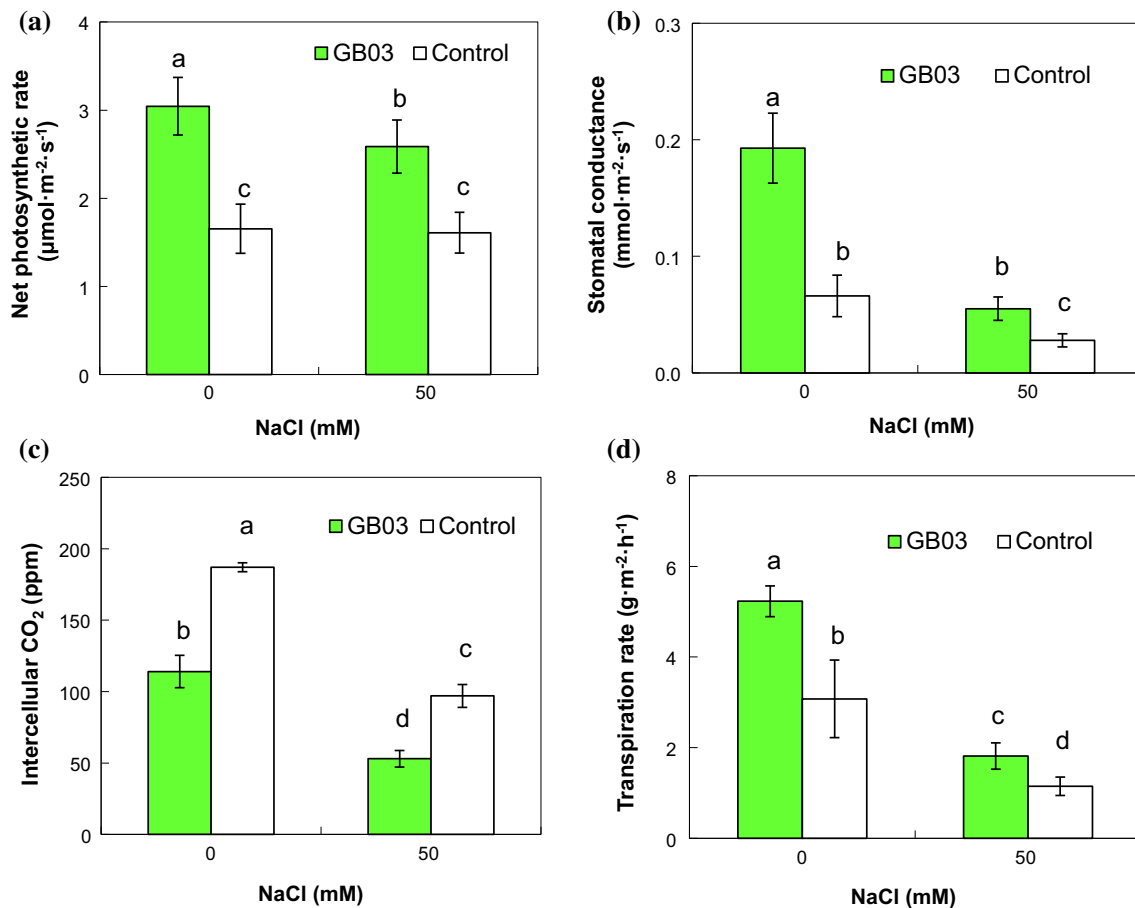 (a)
4
3
2
1
0
Net photosynthetic rate
(µmol·m⁻²·s⁻¹)
GB03 Control
a
c
b
c
0 50
NaCl (mM)
(b)
0.3
0.2
0.1
0.0
Stomatal conductance
(mmol·m⁻²·s⁻¹)
GB03 Control
a
b
b
c
0 50
NaCl (mM)
(c)
250
200
150
100
50
0
Intercellular CO₂ (ppm)
GB03 Control
b
a
d
c
0 50
NaCl (mM)
(d)
8
6
4
2
0
Transpiration rate (g·m⁻²·h⁻¹)
GB03 Control
a
b
c
d
0 50
NaCl (mM)